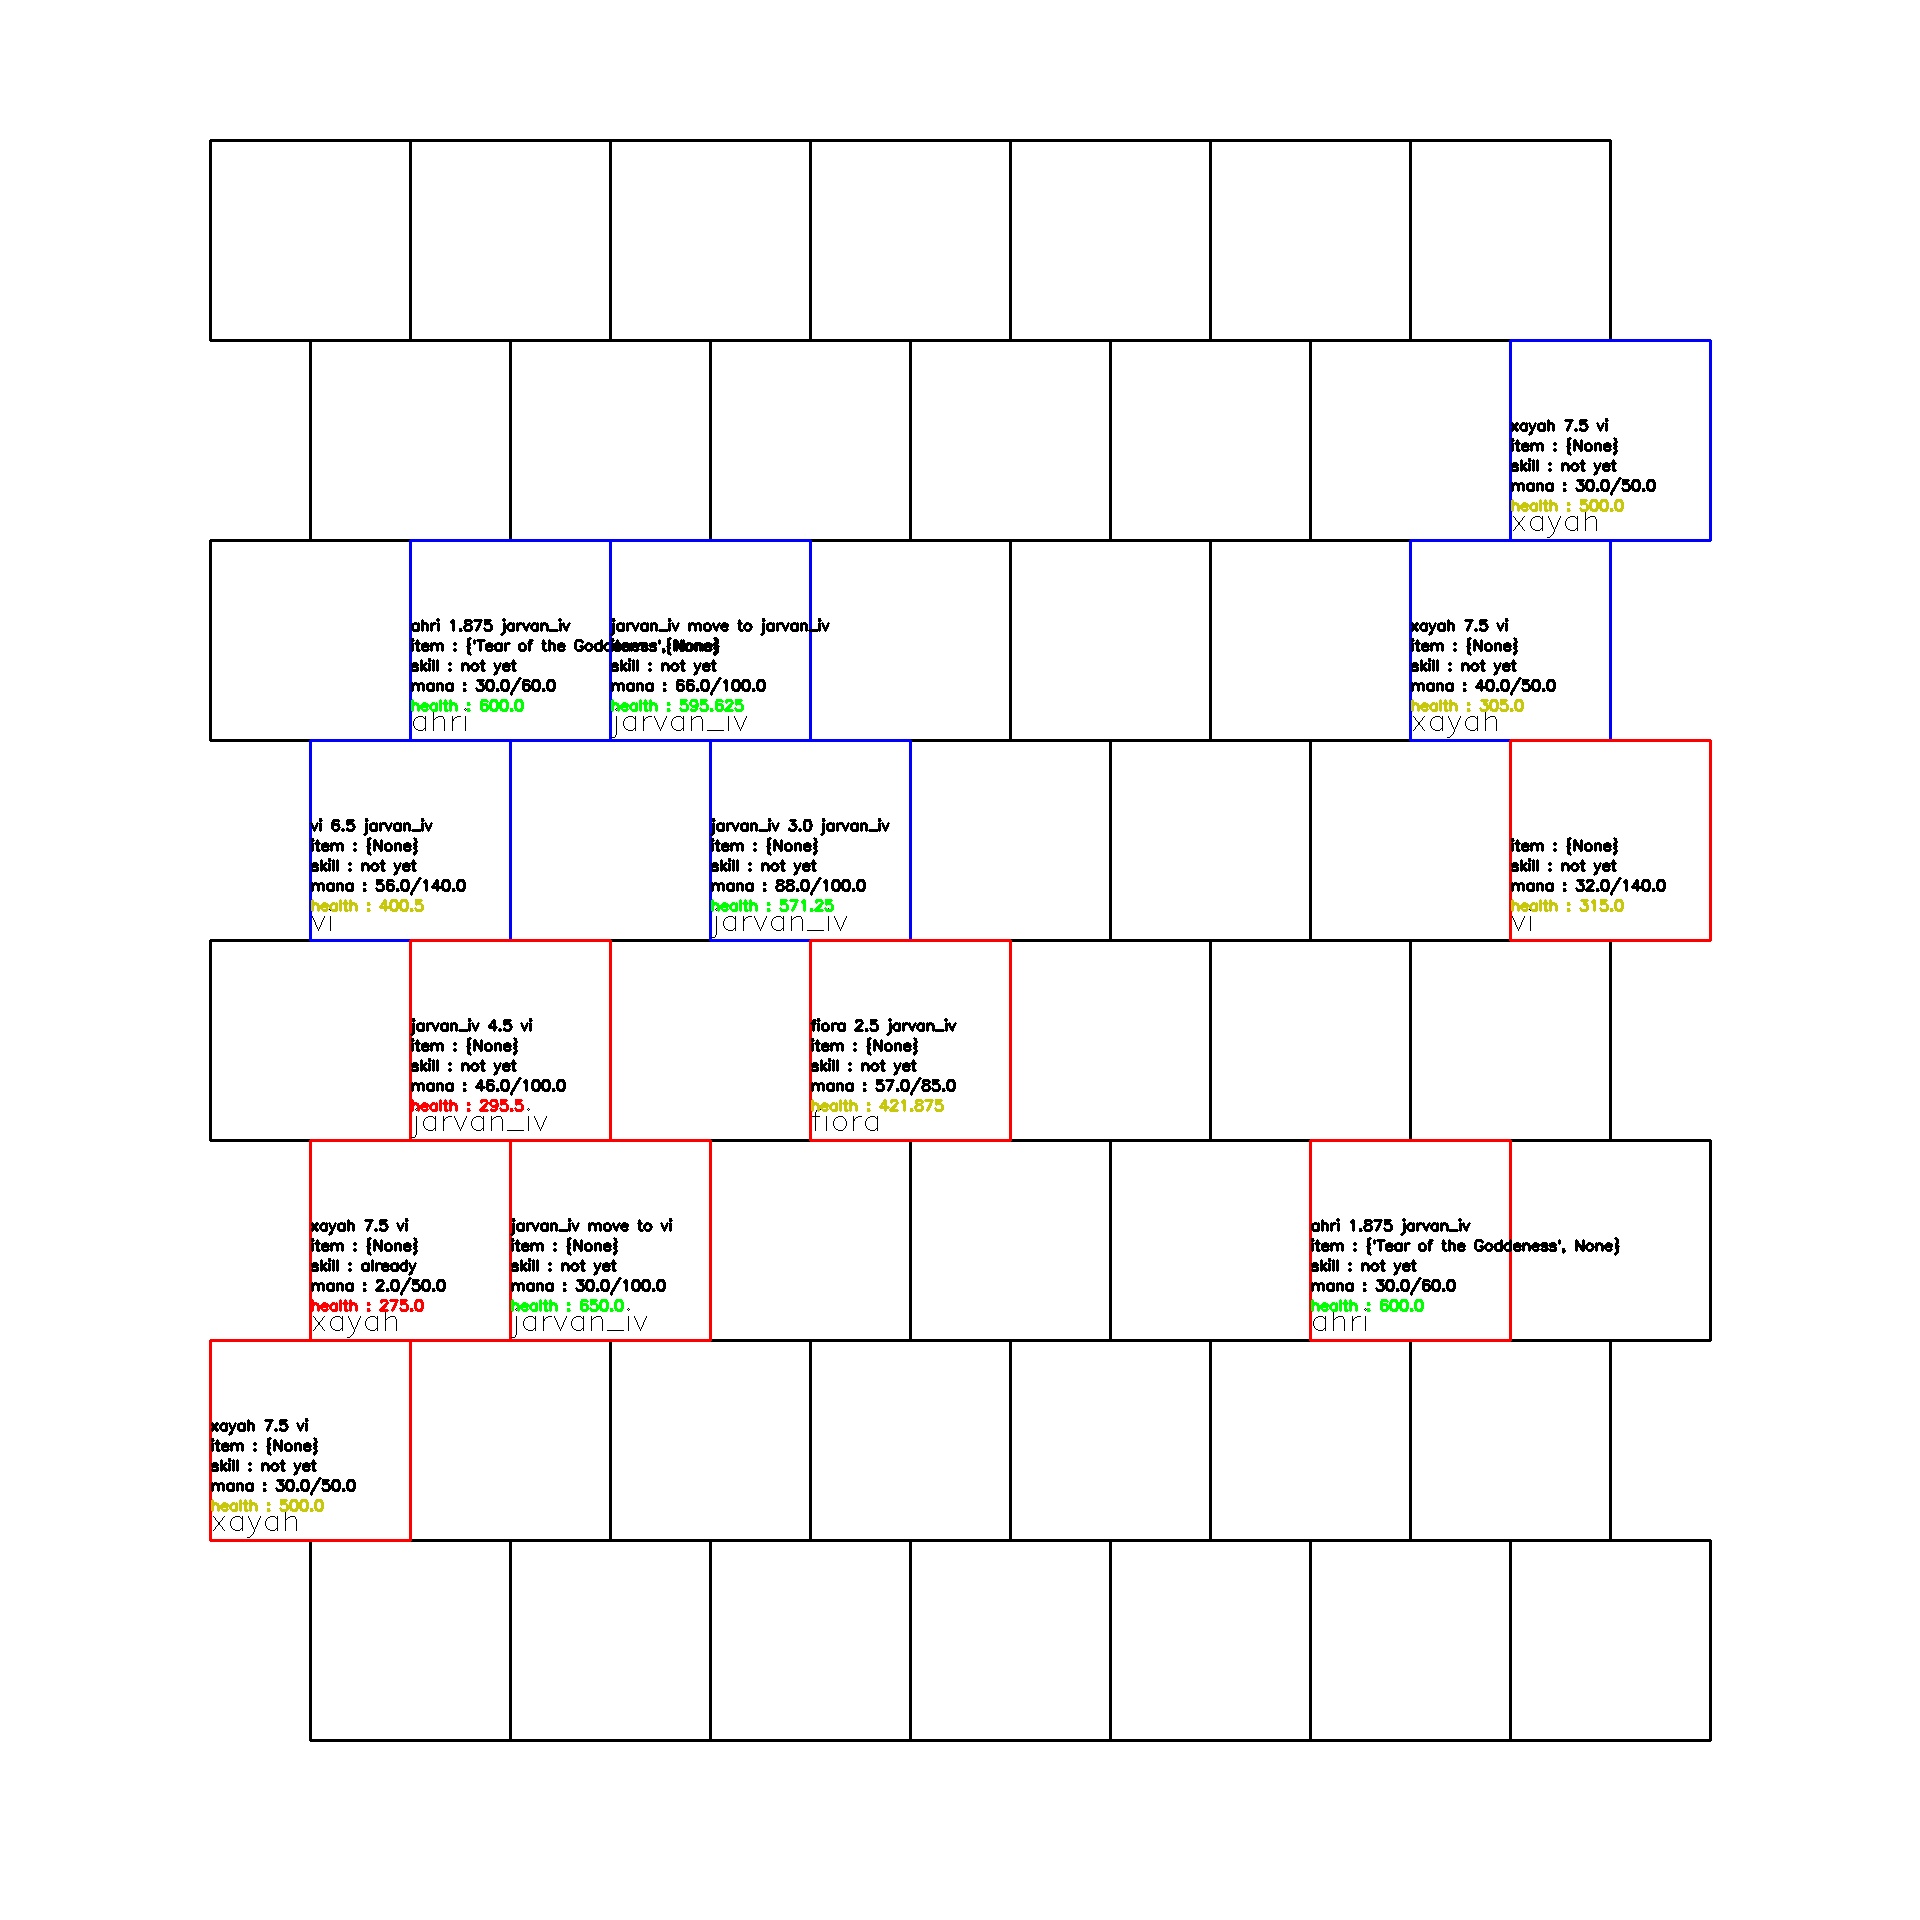 xayah 7.5 vi
item : {None}
skill : not yet
mana : 30.0/50.0
health : 500.0
xayah
ahri 1.875 jarvan_iv
item : {'Tear of the Goddeness', None}
skill : not yet
mana : 30.0/60.0
health : 600.0
ahri
jarvan_iv move to jarvan_iv
item : {None}
skill : not yet
mana : 66.0/100.0
health : 595.625
jarvan_iv
xayah 7.5 vi
item : {None}
skill : not yet
mana : 40.0/50.0
health : 305.0
xayah
vi 6.5 jarvan_iv
item : {None}
skill : not yet
mana : 56.0/140.0
health : 400.5
vi
jarvan_iv 3.0 jarvan_iv
item : {None}
skill : not yet
mana : 88.0/100.0
health : 571.25
jarvan_iv
item : {None}
skill : not yet
mana : 32.0/140.0
health : 315.0
vi
jarvan_iv 4.5 vi
item : {None}
skill : not yet
mana : 46.0/100.0
health : 295.5
jarvan_iv
fiora 2.5 jarvan_iv
item : {None}
skill : not yet
mana : 57.0/85.0
health : 421.875
fiora
xayah 7.5 vi
item : {None}
skill : already
mana : 2.0/50.0
health : 275.0
xayah
jarvan_iv move to vi
item : {None}
skill : not yet
mana : 30.0/100.0
health : 650.0
jarvan_iv
ahri 1.875 jarvan_iv
item : {'Tear of the Goddeness', None}
skill : not yet
mana : 30.0/60.0
health : 600.0
ahri
xayah 7.5 vi
item : {None}
skill : not yet
mana : 30.0/50.0
health : 500.0
xayah